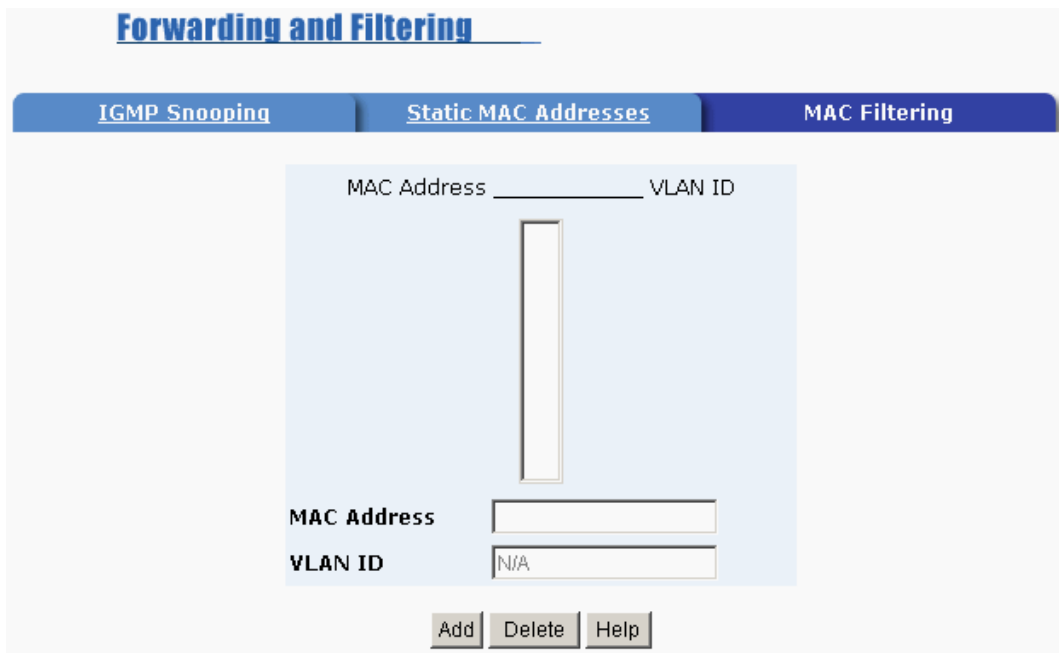 Forwarding and Filtering
IGMP Snooping Static MAC Addresses MAC Filtering
MAC Address _____________ VLAN ID
MAC Address
VLAN ID N/A
Add Delete Help